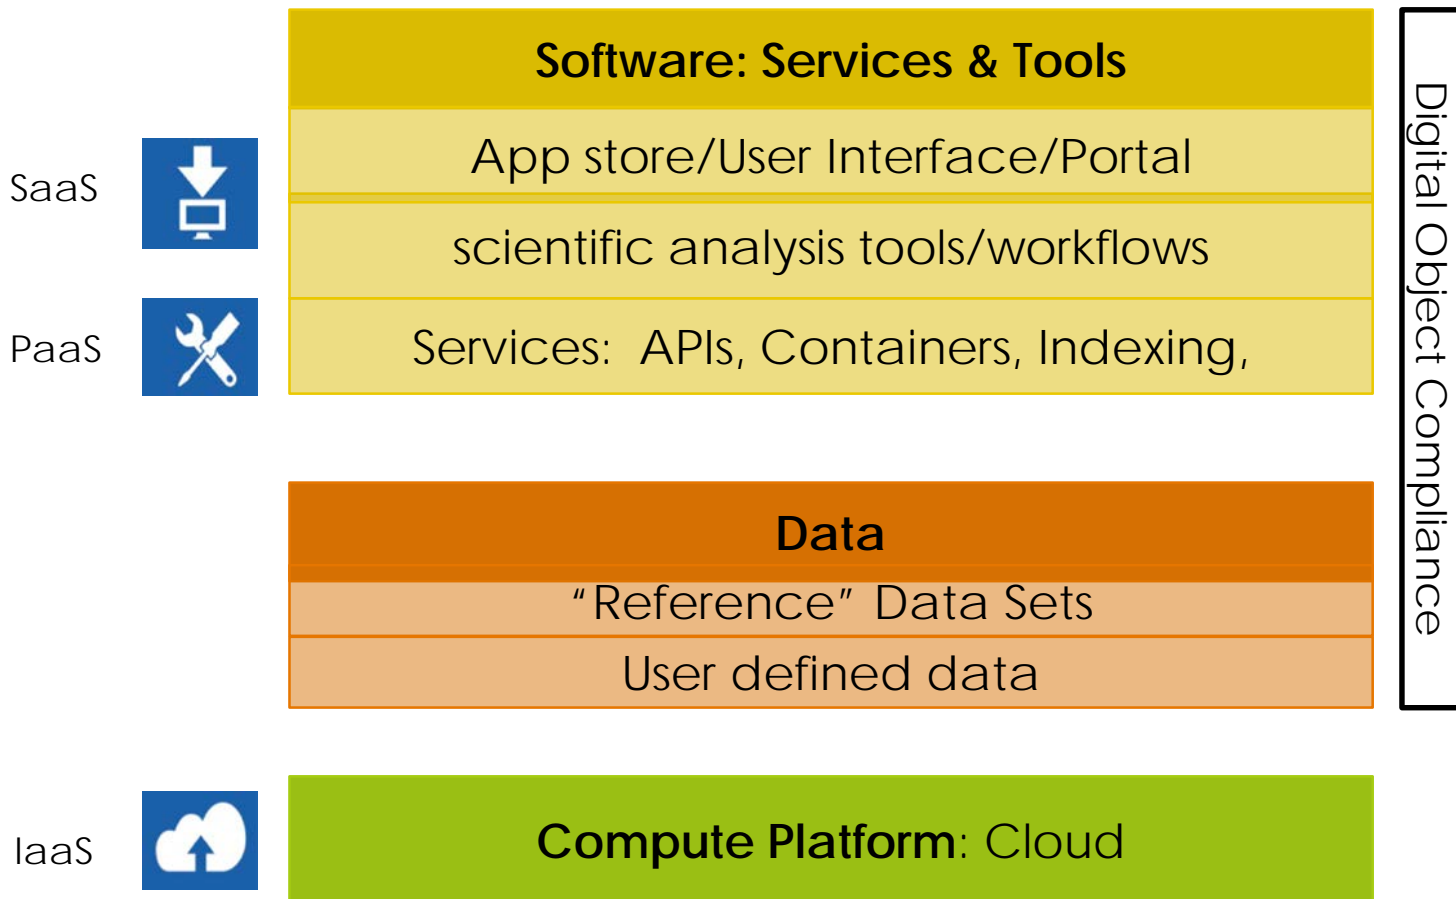 Software: Services & Tools
App store/User Interface/Portal
SaaS
scientific analysis tools/workflows
PaaS
Services: APIs, Containers, Indexing,
Data
“Reference” Data Sets
User defined data
IaaS
Compute Platform: Cloud
Digital Object Compliance